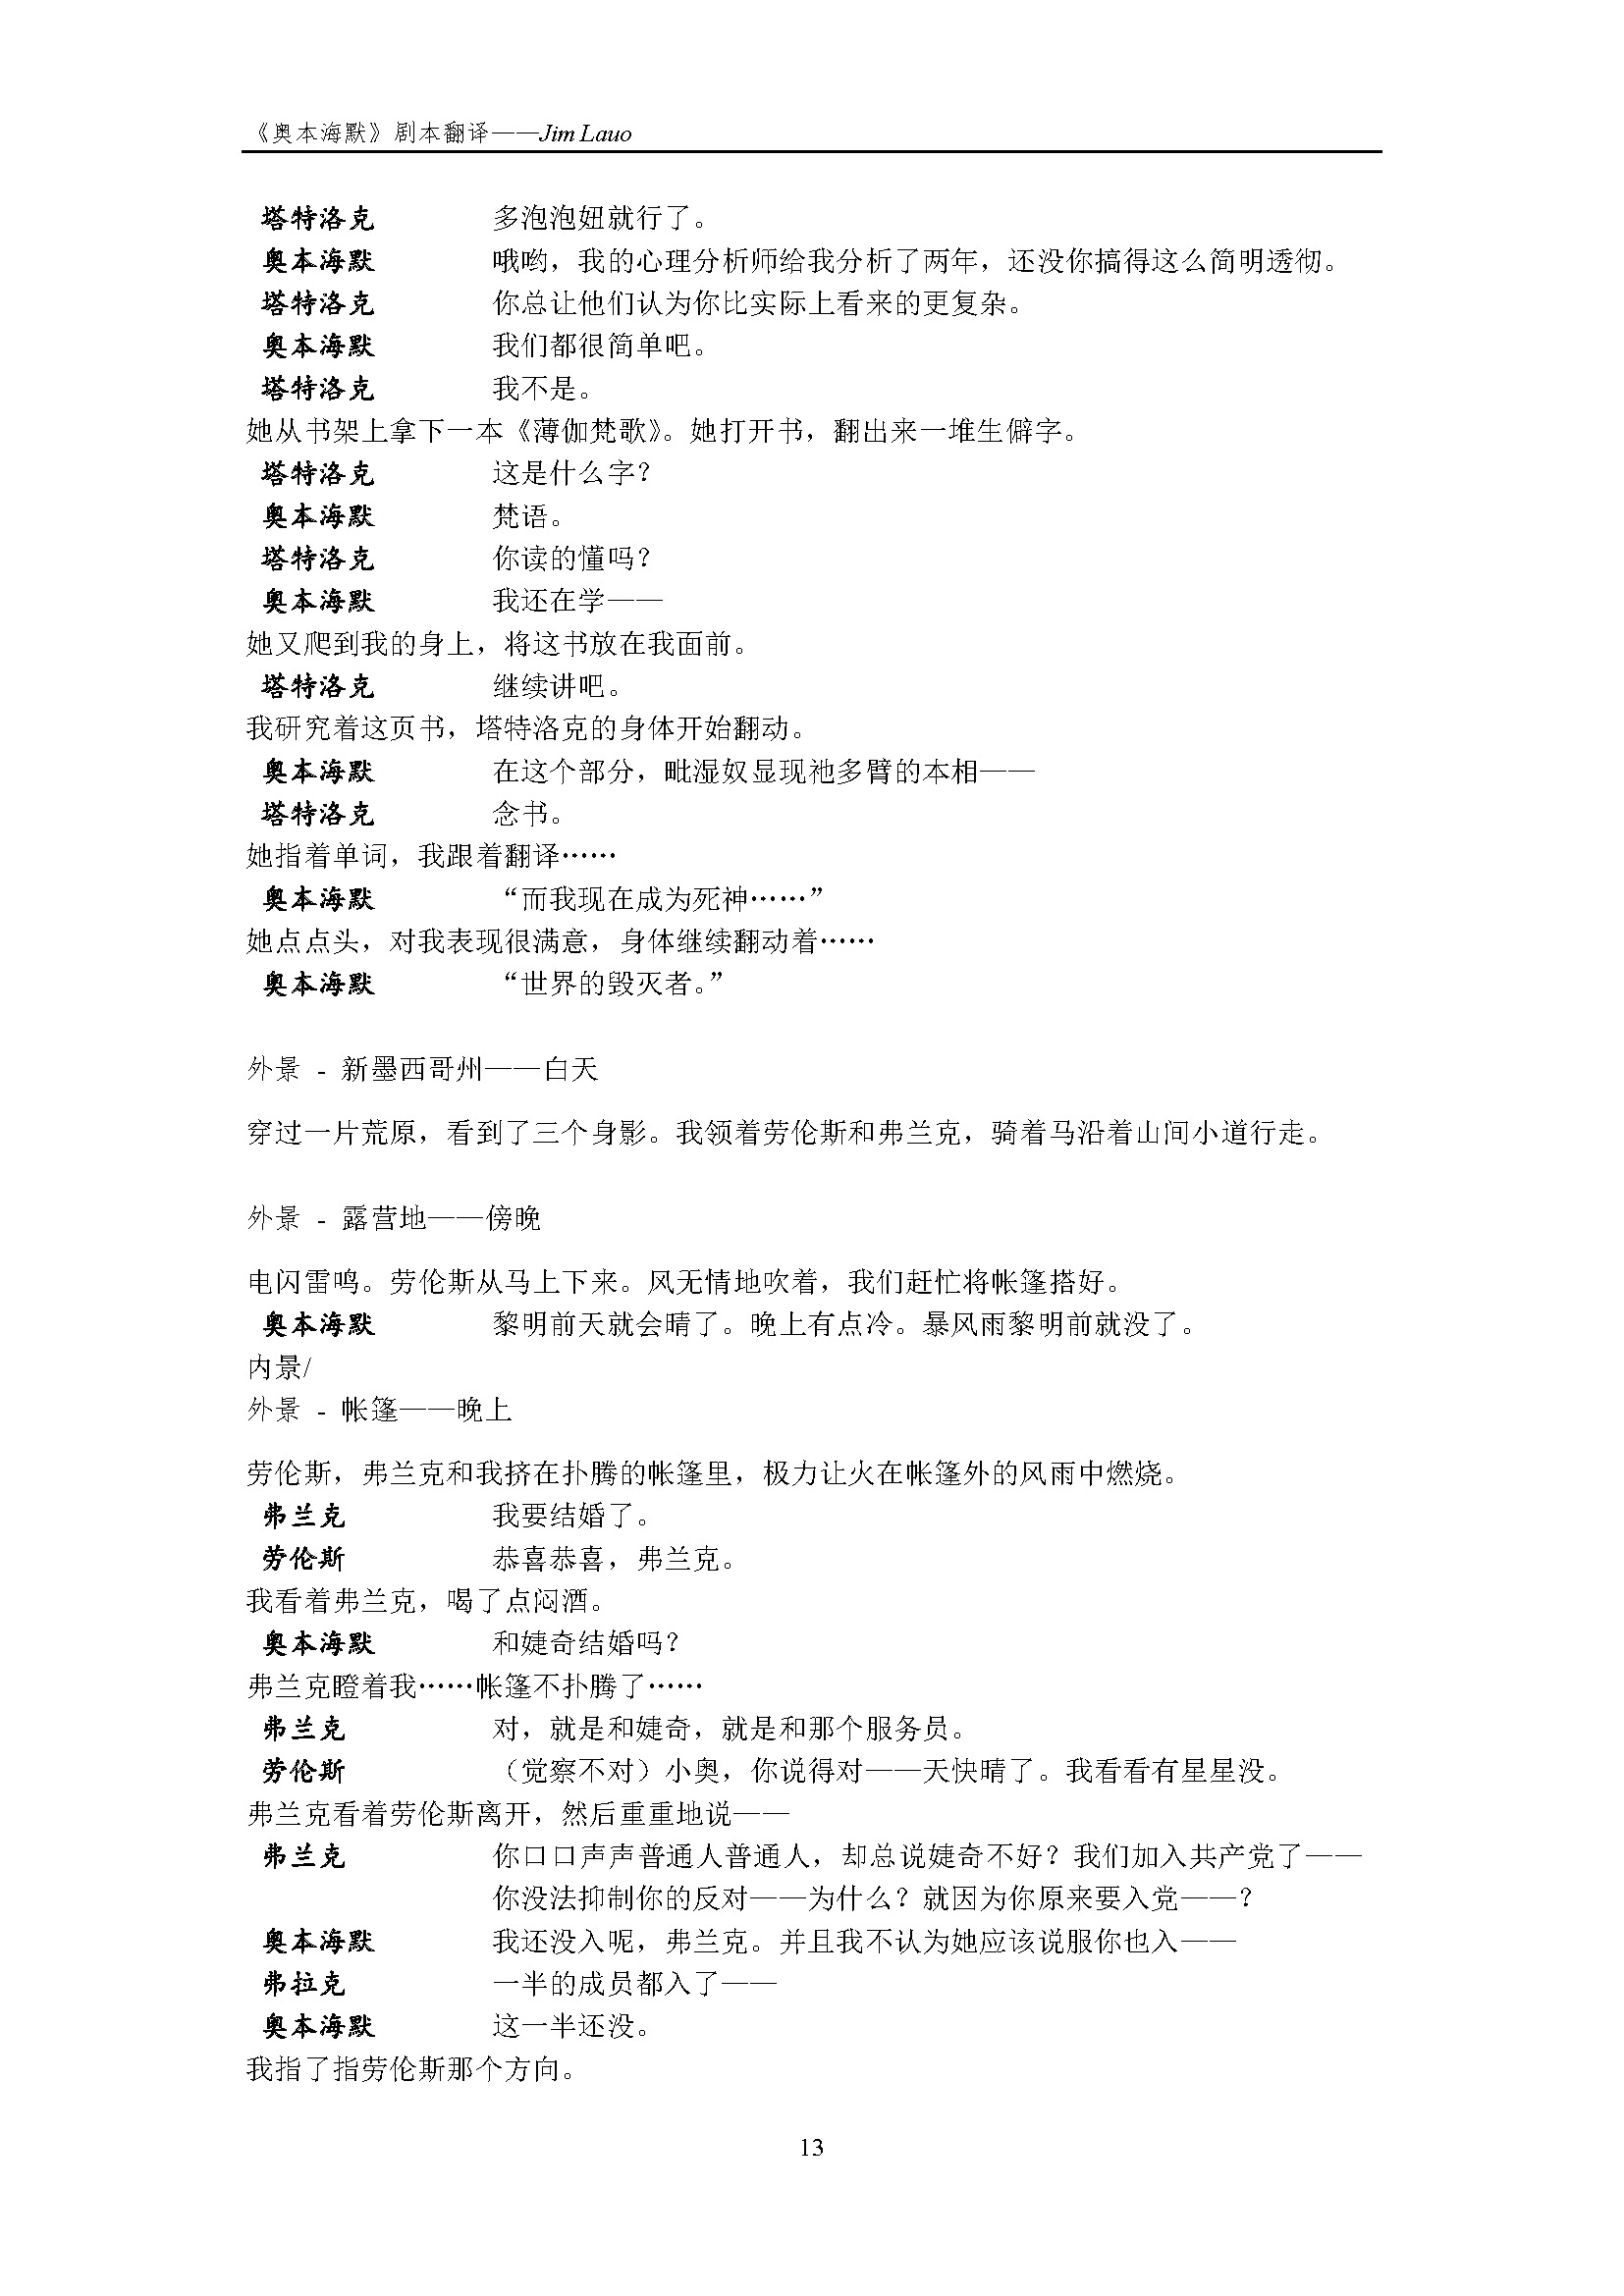 《奥本海默》剧本翻译——Jim Lauo
塔特洛克 多泡泡妞就行了。
奥本海默 哦哟，我的心理分析师给我分析了两年，还没你搞得这么简明透彻。
塔特洛克 你总让他们认为你比实际上看来的更复杂。
奥本海默 我们都很简单吧。
塔特洛克 我不是。
她从书架上拿下一本《薄伽梵歌》。她打开书，翻出来一堆生僻字。
塔特洛克 这是什么字？
奥本海默 梵语。
塔特洛克 你读的懂吗？
奥本海默 我还在学——
她又爬到我的身上，将这书放在我面前。
塔特洛克 继续讲吧。
我研究着这页书，塔特洛克的身体开始翻动。
奥本海默 在这个部分，毗湿奴显现祂多臂的本相——
塔特洛克 念书。
她指着单词，我跟着翻译……
奥本海默 “而我现在成为死神……”
她点点头，对我表现很满意，身体继续翻动着……
奥本海默 “世界的毁灭者。”
外景 - 新墨西哥州——白天
穿过一片荒原，看到了三个身影。我领着劳伦斯和弗兰克，骑着马沿着山间小道行走。
外景 - 露营地——傍晚
电闪雷鸣。劳伦斯从马上下来。风无情地吹着，我们赶忙将帐篷搭好。
奥本海默 黎明前天就会晴了。晚上有点冷。暴风雨黎明前就没了。
内景/
外景 - 帐篷——晚上
劳伦斯，弗兰克和我挤在扑腾的帐篷里，极力让火在帐篷外的风雨中燃烧。
弗兰克 我要结婚了。
劳伦斯 恭喜恭喜，弗兰克。
我看着弗兰克，喝了点闷酒。
奥本海默 和婕奇结婚吗？
弗兰克瞪着我……帐篷不扑腾了……
弗兰克 对，就是和婕奇，就是和那个服务员。
劳伦斯 （觉察不对）小奥，你说得对——天快晴了。我看看有星星没。
弗兰克看着劳伦斯离开，然后重重地说——
弗兰克 你口口声声普通人普通人，却总说婕奇不好？我们加入共产党了——
你没法抑制你的反对——为什么？就因为你原来要入党——？
奥本海默 我还没入呢，弗兰克。并且我不认为她应该说服你也入——
弗拉克 一半的成员都入了——
奥本海默 这一半还没。
我指了指劳伦斯那个方向。
13